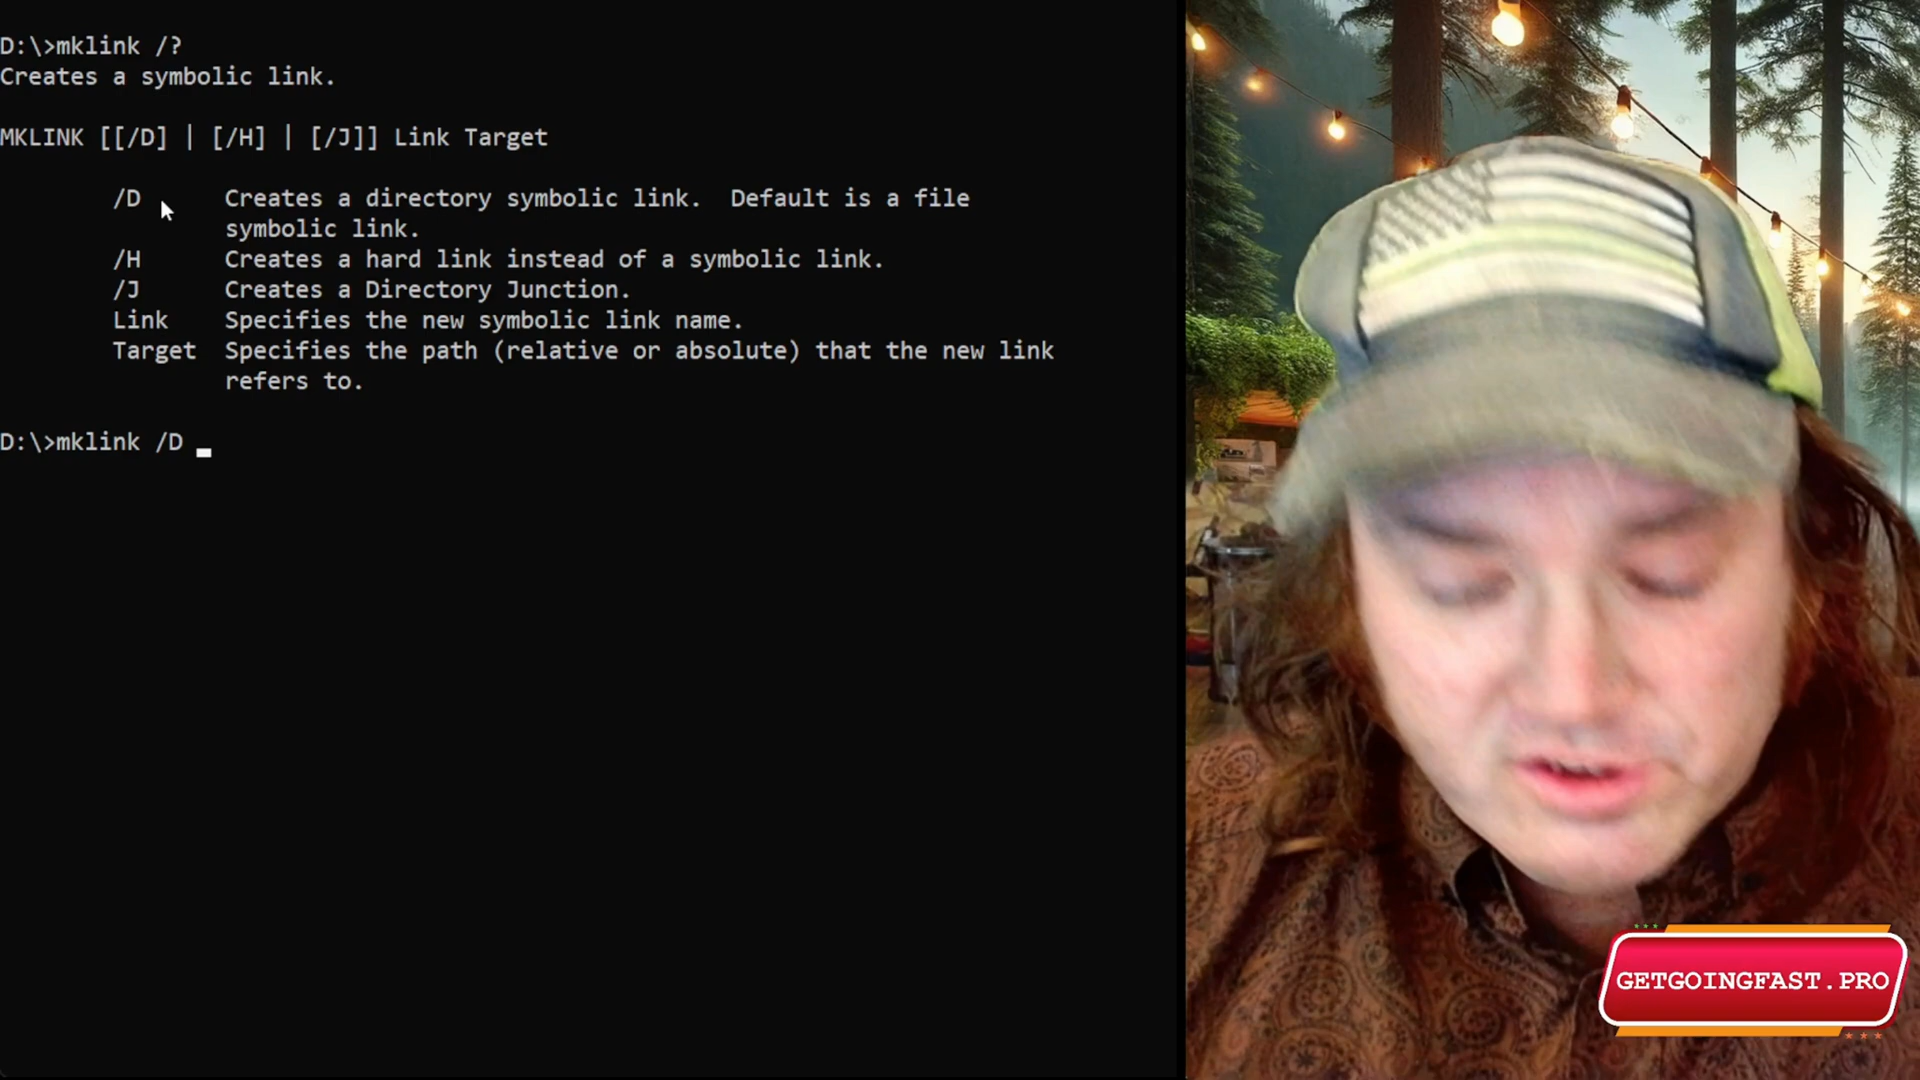 D:\>mklink /?
Creates a symbolic link.
MKLINK [[/D] | [/H] | [/J]] Link Target
/D Creates a directory symbolic link. Default is a file
symbolic link.
/H Creates a hard link instead of a symbolic link.
/J Creates a Directory Junction.
Link Specifies the new symbolic link name.
Target Specifies the path (relative or absolute) that the new link
refers to.
D:\>mklink /D
GETGOINGFAST.PRO